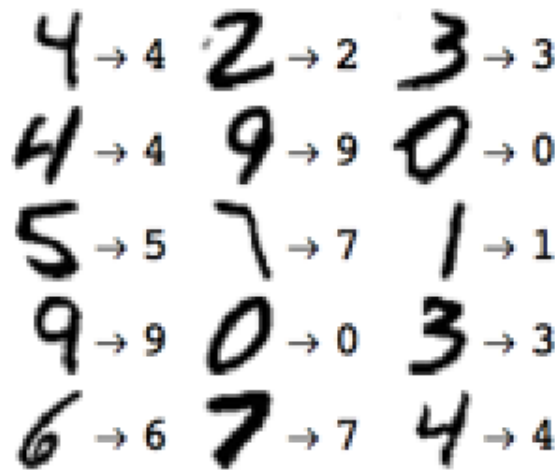 4 → 4 2 → 2 3 → 3
4 → 4 9 → 9 0 → 0
5 → 5 7 → 7 1 → 1
9 → 9 0 → 0 3 → 3
6 → 6 7 → 7 4 → 4